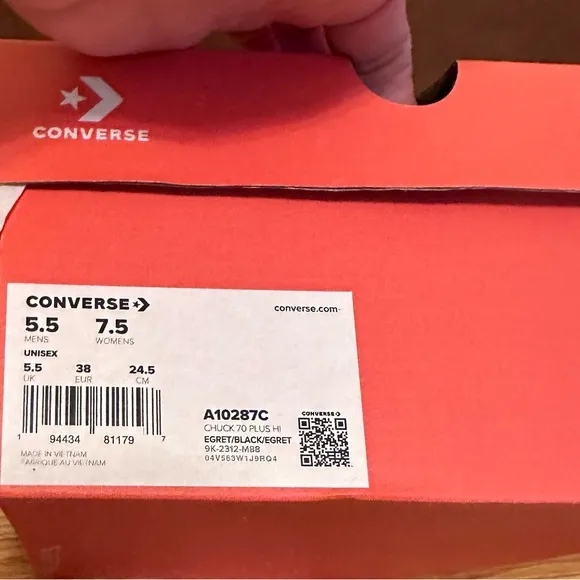 CONVERSE
CONVERSE
converse.com
5.5 7.5
MENS WOMENS
UNISEX
5.5 38 24.5
UK EUR CM
1 94434 81179 7
MADE IN VIETNAM
FABRIQUE AU VIETNAM
A10287C
CHUCK 70 PLUS HI
EGRET/BLACK/EGRET
9K-2312-M8B
04VS63W1J9RQ4
CONVERSE